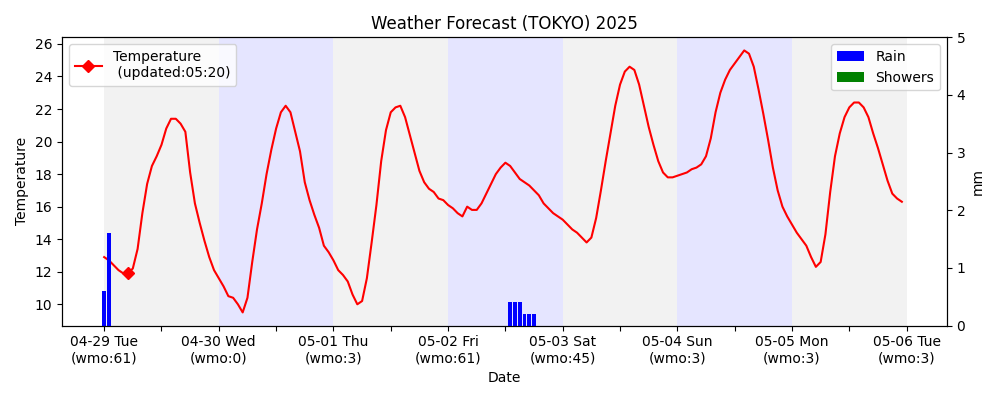 Weather Forecast (TOKYO) 2025
Temperature
(updated:05:20)
Rain
Showers
Temperature
26
24
22
20
18
16
14
12
10
5
4
3
2
1
0
mm
04-29 Tue
(wmo:61)
04-30 Wed
(wmo:0)
05-01 Thu
(wmo:3)
05-02 Fri
(wmo:61)
05-03 Sat
(wmo:45)
05-04 Sun
(wmo:3)
05-05 Mon
(wmo:3)
05-06 Tue
(wmo:3)
Date